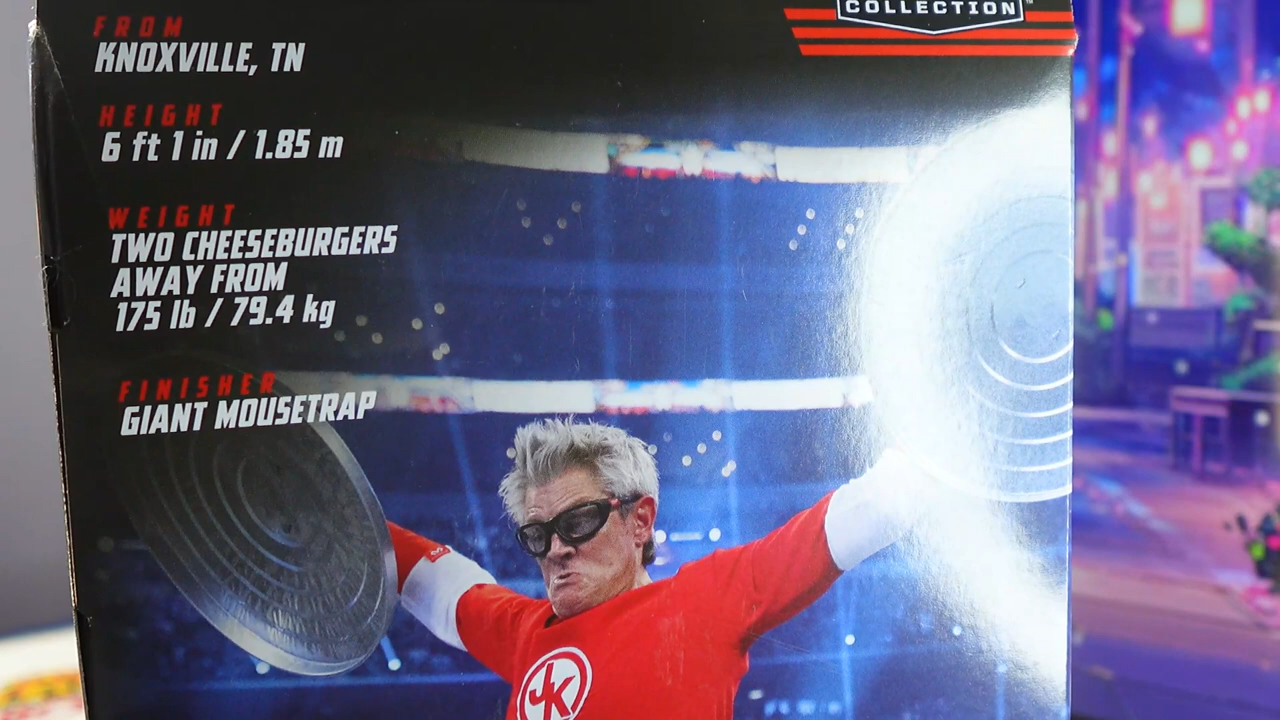 COLLECTION
FROM
KNOXVILLE, TN
HEIGHT
6 ft 1 in / 1.85 m
WEIGHT
TWO CHEESEBURGERS
AWAY FROM
175 lb / 79.4 kg
FINISHER
GIANT MOUSETRAP
JK